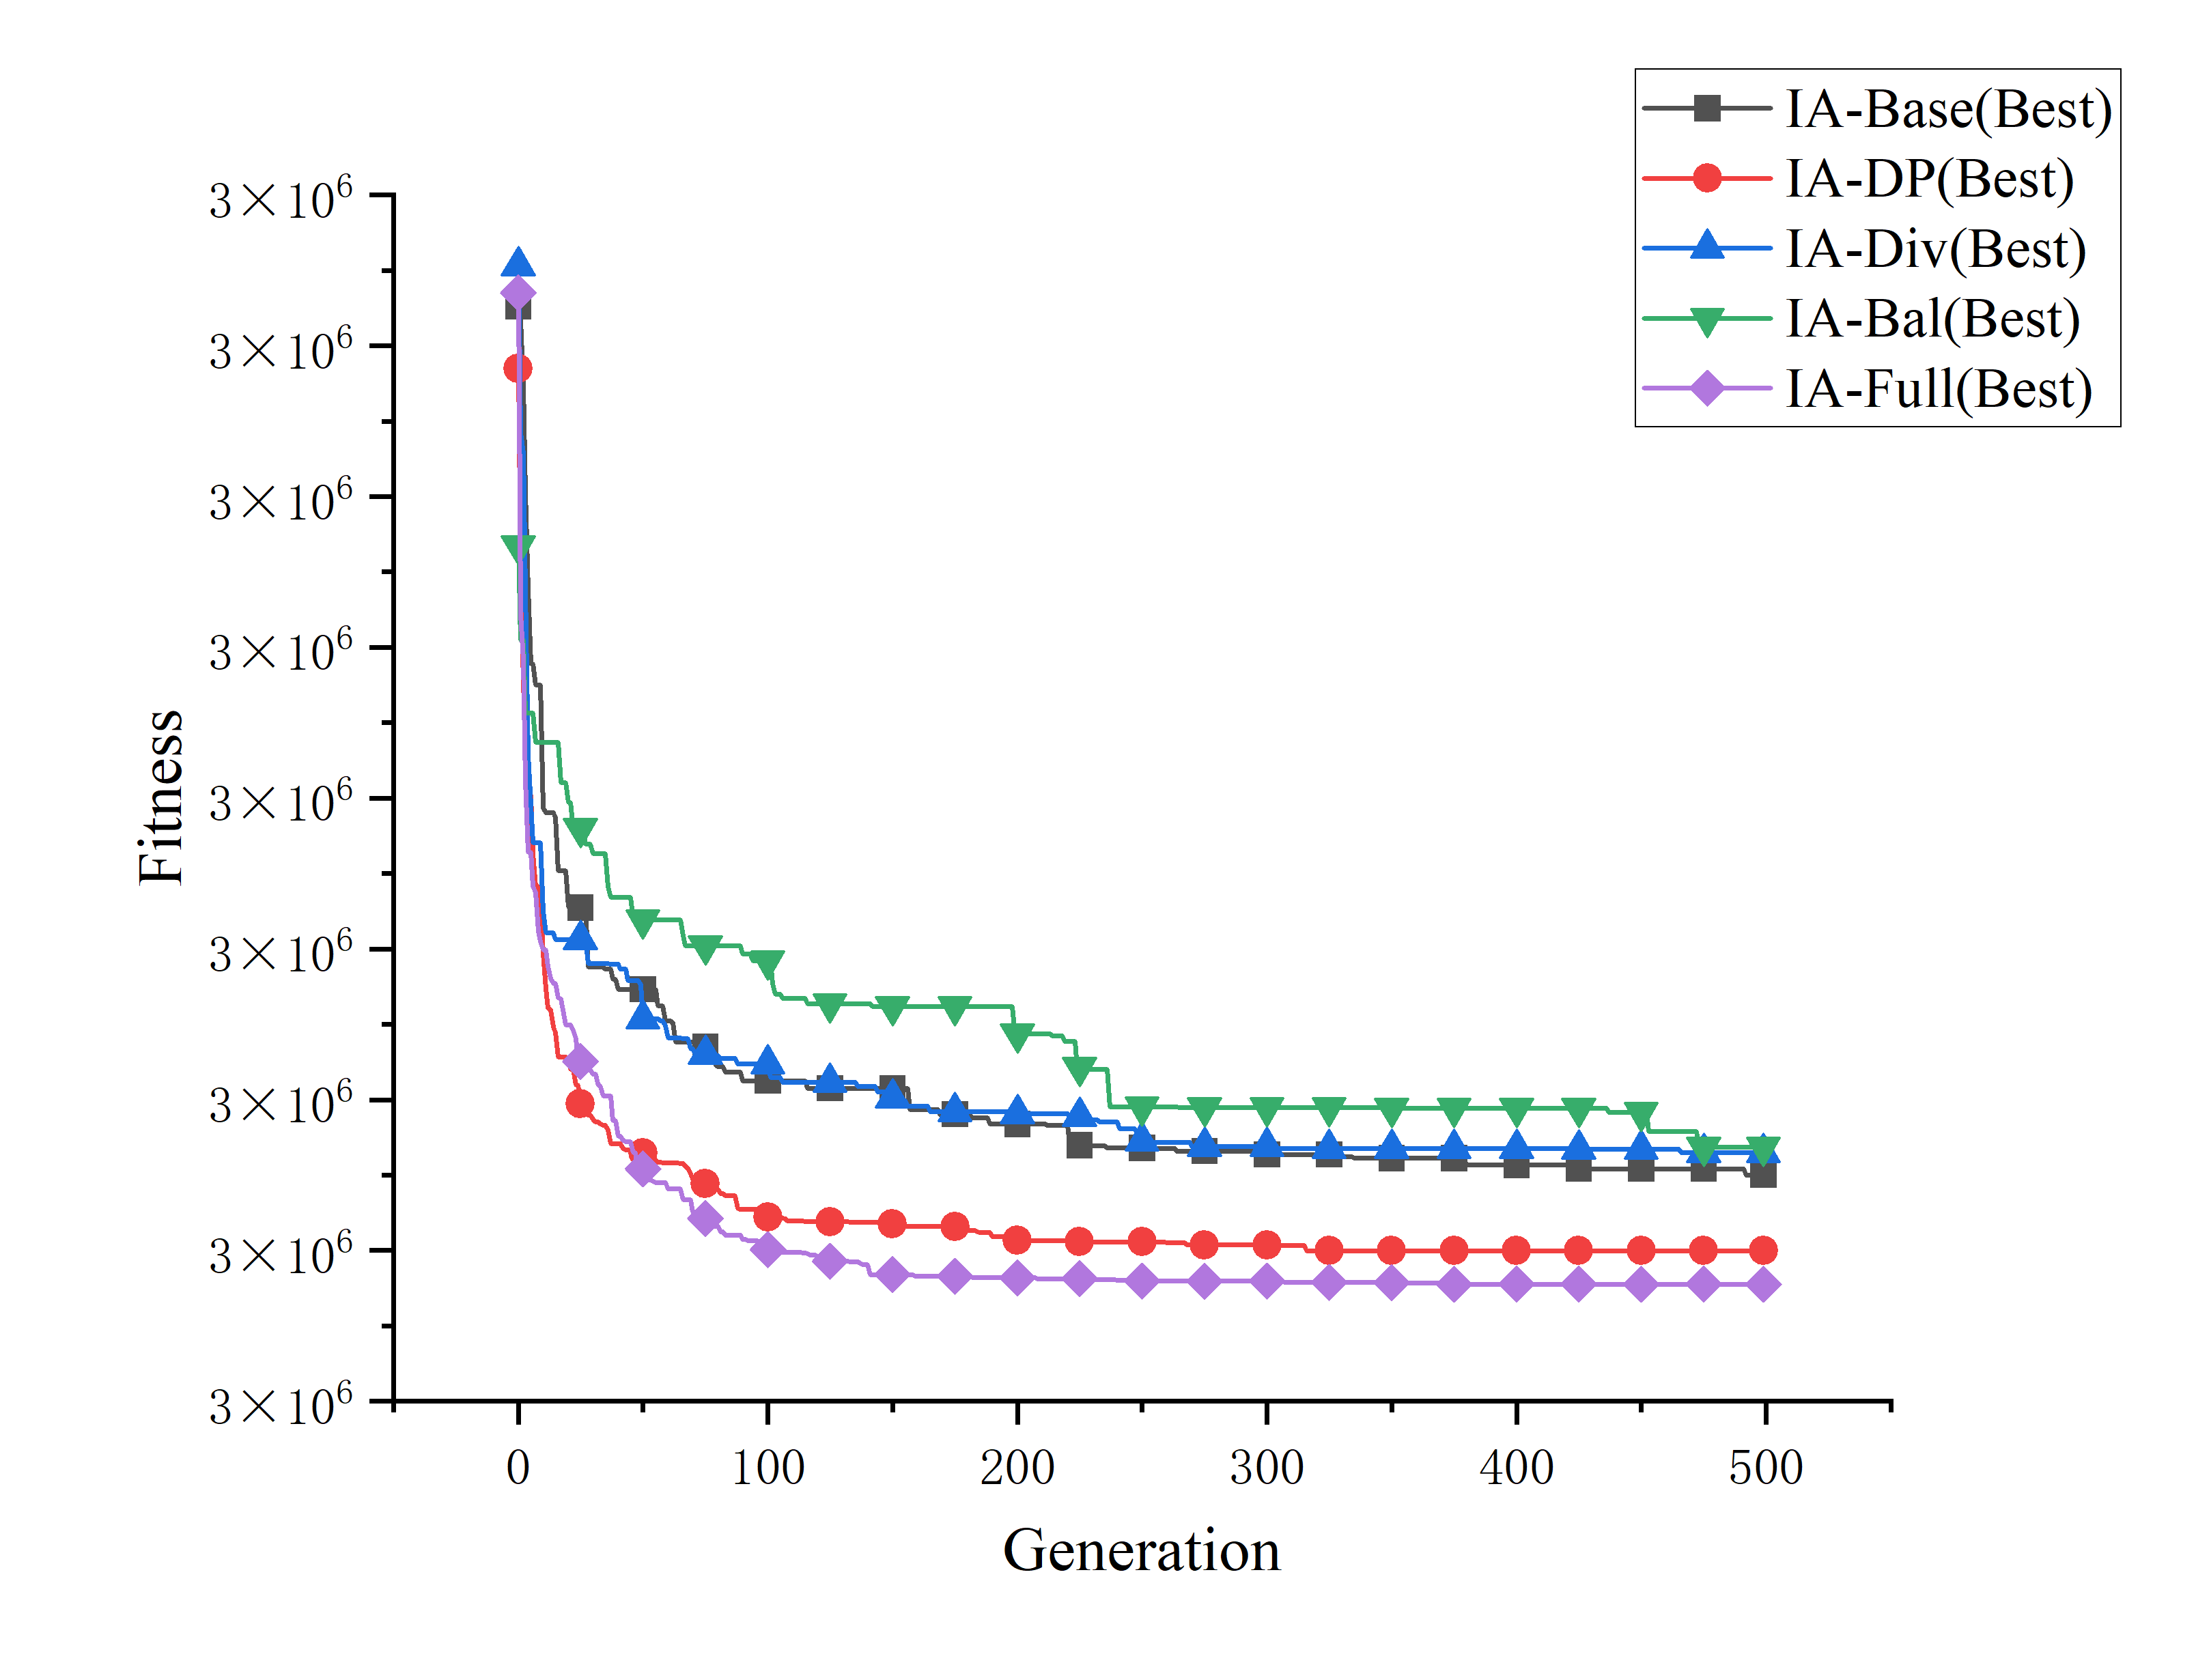 IA-Base(Best)
IA-DP(Best)
IA-Div(Best)
IA-Bal(Best)
IA-Full(Best)
3×10⁶
3×10⁶
3×10⁶
3×10⁶
3×10⁶
3×10⁶
3×10⁶
3×10⁶
3×10⁶
Fitness
0 100 200 300 400 500
Generation